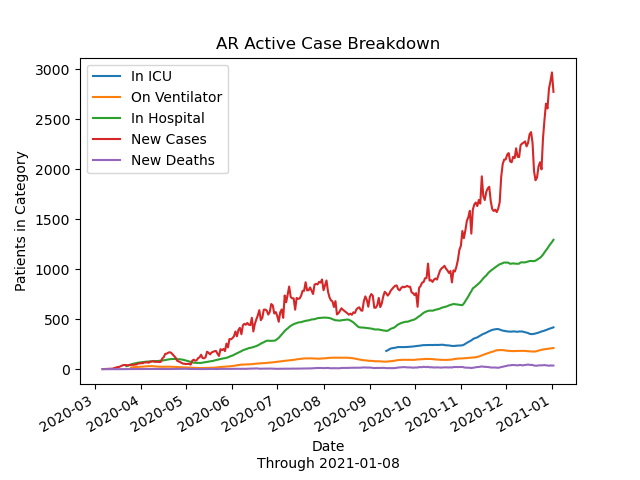 AR Active Case Breakdown
In ICU
On Ventilator
In Hospital
New Cases
New Deaths
Patients in Category
3000
2500
2000
1500
1000
500
0
2020-03
2020-04
2020-05
2020-06
2020-07
2020-08
2020-09
2020-10
2020-11
2020-12
2021-01
Date
Through 2021-01-08